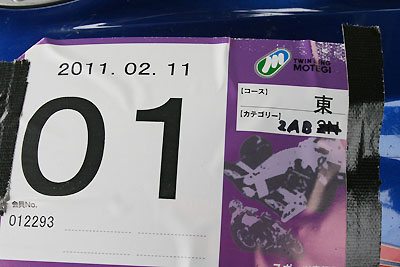 2011. 02. 11
TWIN RING
MOTEGI
【コース】
東
【カテゴリー】
2AB
01
会員No.
012293